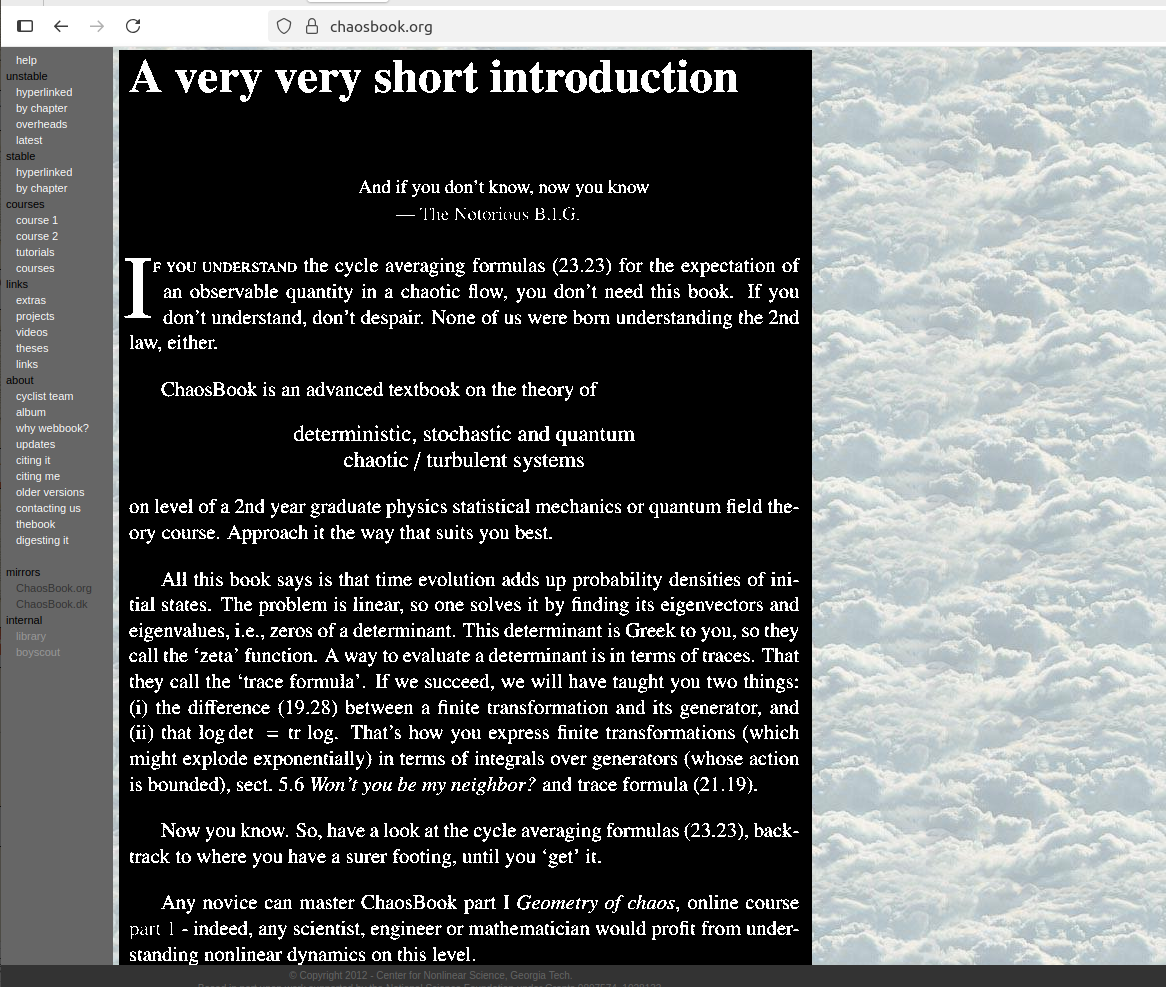 chaosbook.org
help
unstable
hyperlinked
by chapter
overheads
latest
stable
hyperlinked
by chapter
courses
course 1
course 2
tutorials
courses
links
extras
projects
videos
theses
links
about
cyclist team
album
why webbook?
updates
citing it
citing me
older versions
contacting us
thebook
digesting it
mirrors
ChaosBook.org
ChaosBook.dk
internal
library
boyscout
A very very short introduction
And if you don't know, now you know
— The Notorious B.I.G.
IF YOU UNDERSTAND the cycle averaging formulas (23.23) for the expectation of
an observable quantity in a chaotic flow, you don't need this book. If you
don't understand, don't despair. None of us were born understanding the 2nd
law, either.
ChaosBook is an advanced textbook on the theory of
deterministic, stochastic and quantum
chaotic / turbulent systems
on level of a 2nd year graduate physics statistical mechanics or quantum field the-
ory course. Approach it the way that suits you best.
All this book says is that time evolution adds up probability densities of ini-
tial states. The problem is linear, so one solves it by finding its eigenvectors and
eigenvalues, i.e., zeros of a determinant. This determinant is Greek to you, so they
call the 'zeta' function. A way to evaluate a determinant is in terms of traces. That
they call the 'trace formula'. If we succeed, we will have taught you two things:
(i) the difference (19.28) between a finite transformation and its generator, and
(ii) that log det = tr log. That's how you express finite transformations (which
might explode exponentially) in terms of integrals over generators (whose action
is bounded), sect. 5.6 Won't you be my neighbor? and trace formula (21.19).
Now you know. So, have a look at the cycle averaging formulas (23.23), back-
track to where you have a surer footing, until you 'get' it.
Any novice can master ChaosBook part I Geometry of chaos, online course
part 1 - indeed, any scientist, engineer or mathematician would profit from under-
standing nonlinear dynamics on this level.
© Copyright 2012 - Center for Nonlinear Science, Georgia Tech.